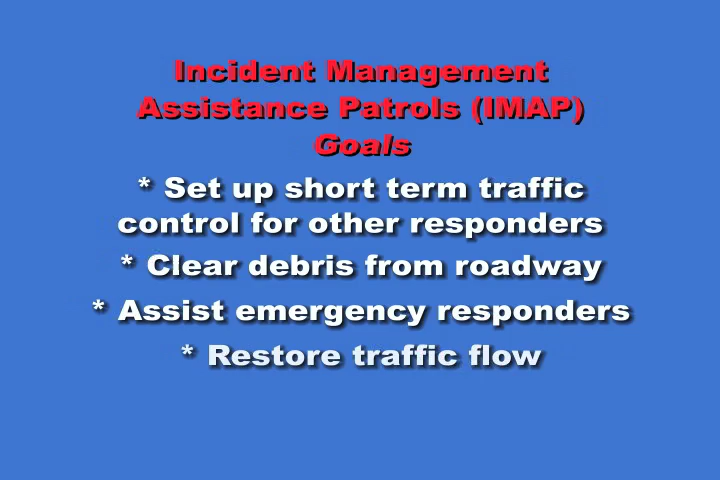 Incident Management
Assistance Patrols (IMAP)
Goals
* Set up short term traffic
control for other responders
* Clear debris from roadway
* Assist emergency responders
* Restore traffic flow